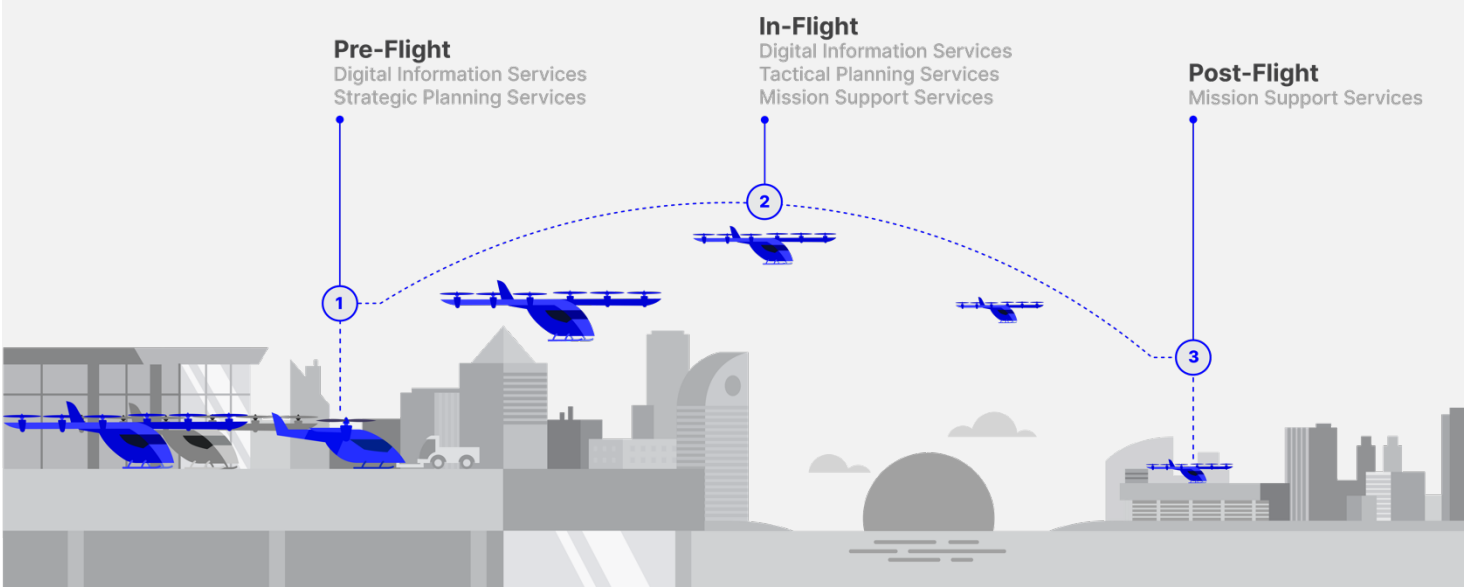 Pre-Flight
Digital Information Services
Strategic Planning Services
In-Flight
Digital Information Services
Tactical Planning Services
Mission Support Services
Post-Flight
Mission Support Services
1
2
3